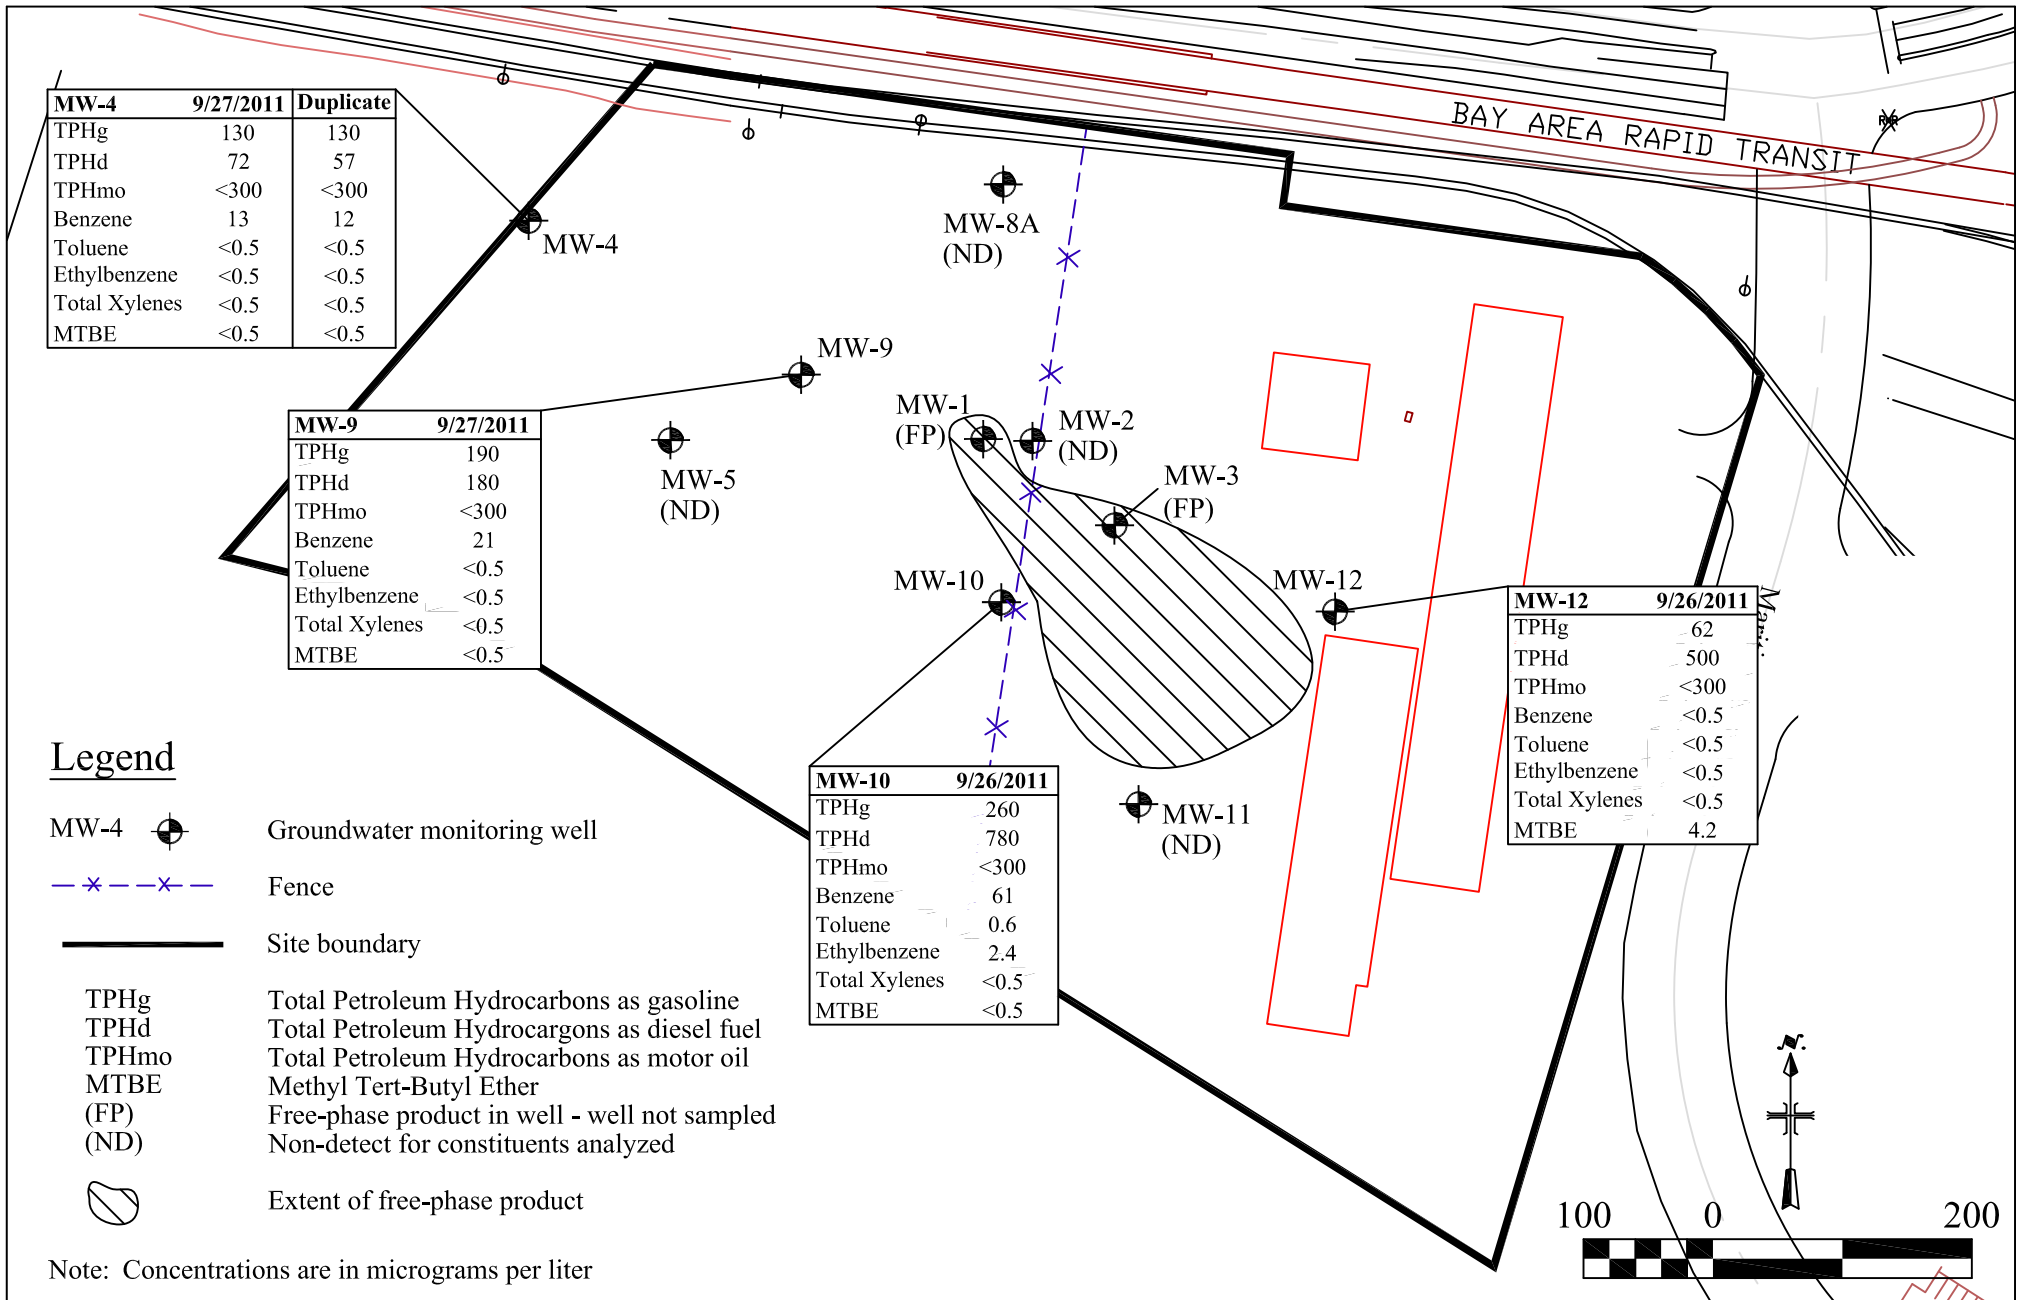 BAY AREA RAPID TRANSIT
RXR
MW-4 9/27/2011 Duplicate
TPHg 130 130
TPHd 72 57
TPHmo <300 <300
Benzene 13 12
Toluene <0.5 <0.5
Ethylbenzene <0.5 <0.5
Total Xylenes <0.5 <0.5
MTBE <0.5 <0.5
MW-4
MW-8A
(ND)
MW-9
MW-9 9/27/2011
TPHg 190
TPHd 180
TPHmo <300
Benzene 21
Toluene <0.5
Ethylbenzene <0.5
Total Xylenes <0.5
MTBE <0.5
MW-5
(ND)
MW-1
(FP)
MW-2
(ND)
MW-3
(FP)
MW-10
MW-12
MW-12 9/26/2011
TPHg 62
TPHd 500
TPHmo <300
Benzene <0.5
Toluene <0.5
Ethylbenzene <0.5
Total Xylenes <0.5
MTBE 4.2
MW-10 9/26/2011
TPHg 260
TPHd 780
TPHmo <300
Benzene 61
Toluene 0.6
Ethylbenzene 2.4
Total Xylenes <0.5
MTBE <0.5
MW-11
(ND)
Legend
MW-4 Groundwater monitoring well
Fence
Site boundary
TPHg Total Petroleum Hydrocarbons as gasoline
TPHd Total Petroleum Hydrocargons as diesel fuel
TPHmo Total Petroleum Hydrocarbons as motor oil
MTBE Methyl Tert-Butyl Ether
(FP) Free-phase product in well - well not sampled
(ND) Non-detect for constituents analyzed
Extent of free-phase product
Note: Concentrations are in micrograms per liter
N
100 0 200